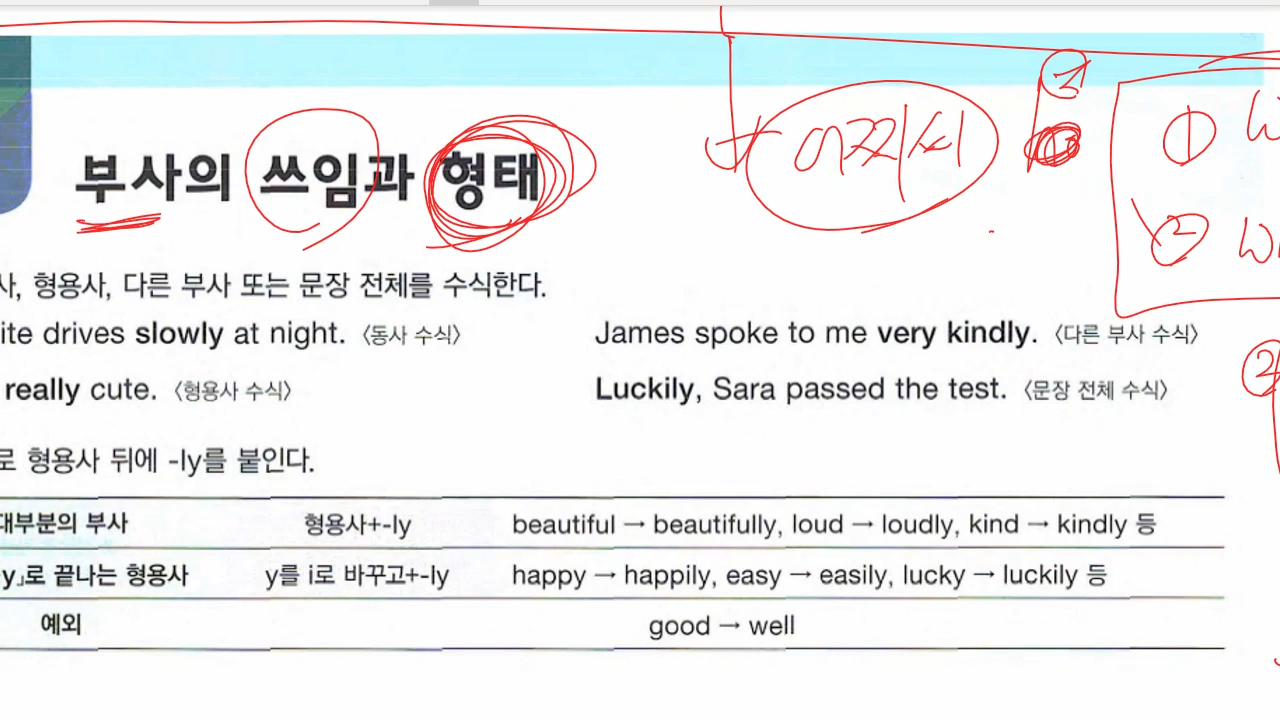 부사의 쓰임과 형태
어찌씨
①
②
사, 형용사, 다른 부사 또는 문장 전체를 수식한다.
ite drives slowly at night. 〈동사 수식〉 James spoke to me very kindly. 〈다른 부사 수식〉
really cute. 〈형용사 수식〉 Luckily, Sara passed the test. 〈문장 전체 수식〉
로 형용사 뒤에 -ly를 붙인다.
대부분의 부사 형용사+-ly beautiful → beautifully, loud → loudly, kind → kindly 등
y」로 끝나는 형용사 y를 i로 바꾸고+-ly happy → happily, easy → easily, lucky → luckily 등
예외 good → well